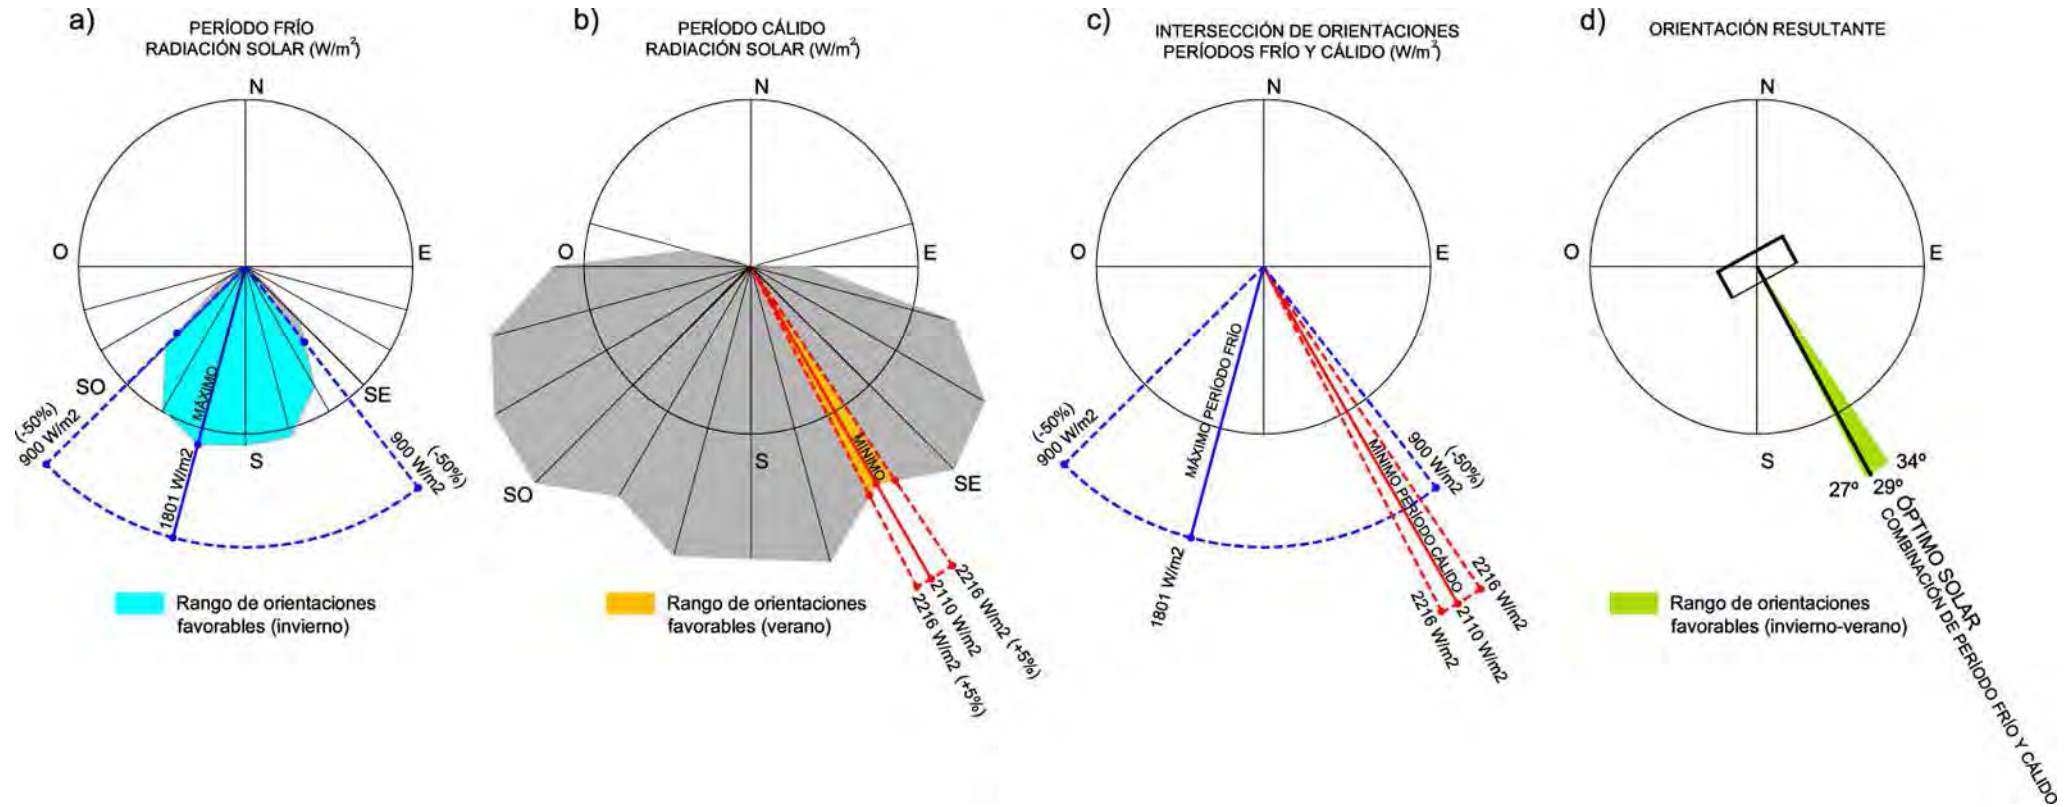 a)
PERÍODO FRÍO
RADIACIÓN SOLAR (W/m²)
N
O
E
SO
SE
S
MÁXIMO
(-50%)
900 W/m2
1801 W/m2
(-50%)
900 W/m2
Rango de orientaciones
favorables (invierno)
b)
PERÍODO CÁLIDO
RADIACIÓN SOLAR (W/m²)
N
O
E
S
SO
SE
MÍNIMO
2216 W/m2 (+5%)
2110 W/m2
2216 W/m2 (+5%)
Rango de orientaciones
favorables (verano)
c)
INTERSECCIÓN DE ORIENTACIONES
PERÍODOS FRÍO Y CÁLIDO (W/m²)
N
O
E
S
MÁXIMO PERÍODO FRÍO
(-50%)
900 W/m2
1801 W/m2
(-50%)
900 W/m2
MÍNIMO PERÍODO CÁLIDO
2216 W/m2
2110 W/m2
2216 W/m2
d)
ORIENTACIÓN RESULTANTE
N
O
E
S
34º
27º 29º
ÓPTIMO SOLAR
COMBINACIÓN DE PERÍODO FRÍO Y CÁLIDO
Rango de orientaciones
favorables (invierno-verano)